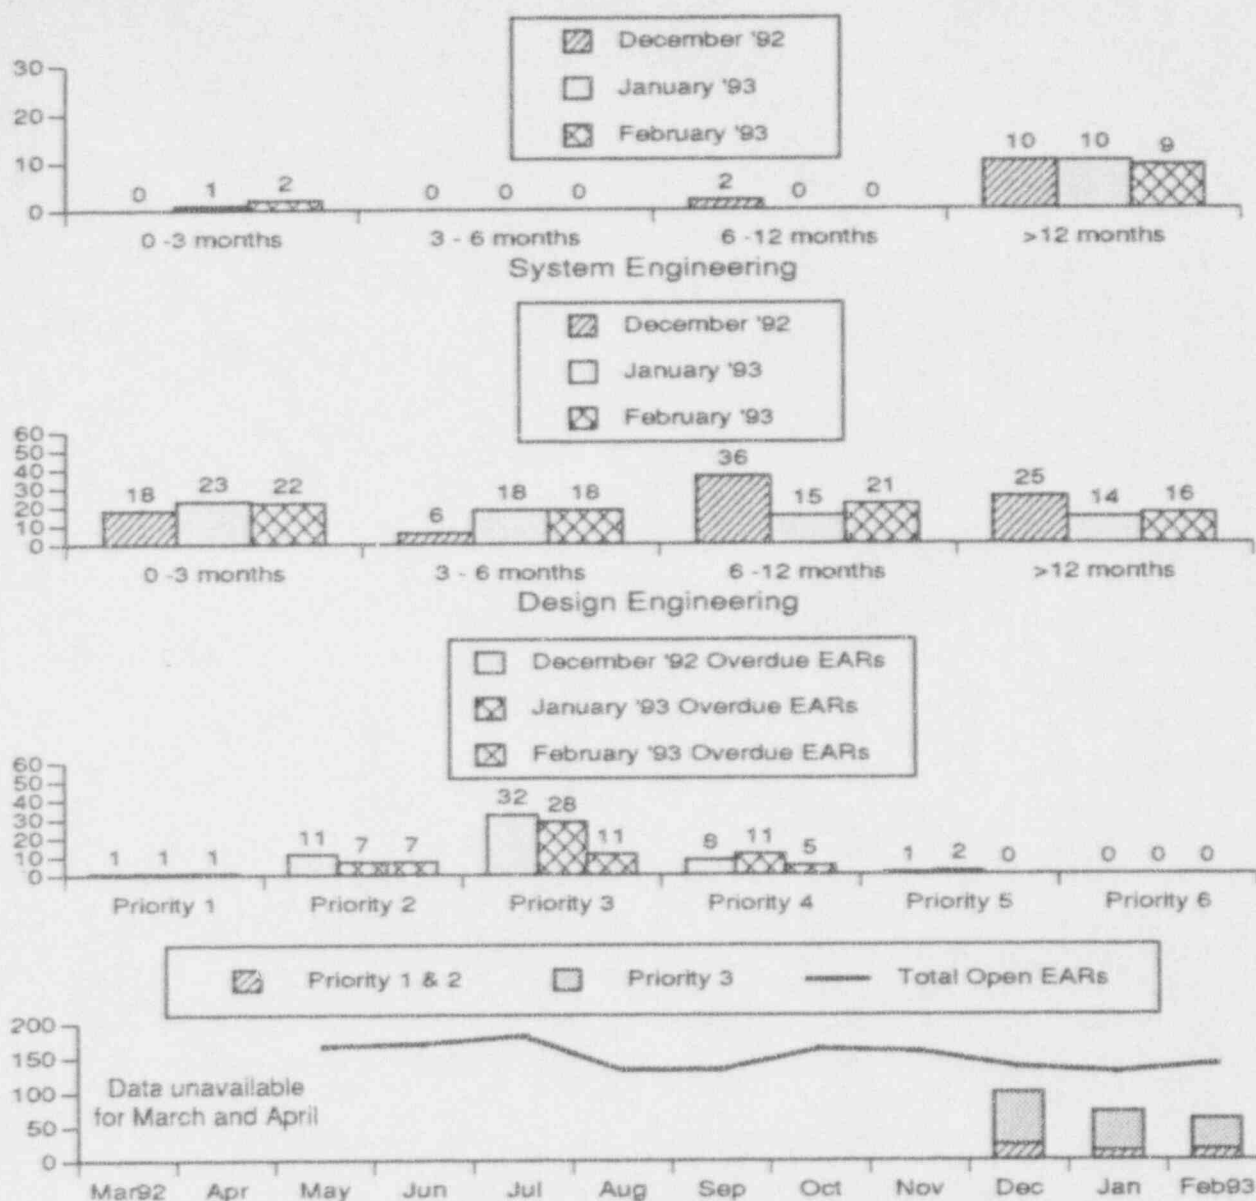 December '92
January '93
February '93
30
20
10
0
0 1 2 0 0 0 2 0 0 10 10 9
0 -3 months 3 - 6 months 6 -12 months >12 months
System Engineering
December '92
January '93
February '93
60
50
40
30
20
10
0
18 23 22 6 18 18 36 15 21 25 14 16
0 -3 months 3 - 6 months 6 -12 months >12 months
Design Engineering
December '92 Overdue EARs
January '93 Overdue EARs
February '93 Overdue EARs
60
50
40
30
20
10
0
1 1 1 11 7 7 32 28 11 8 11 5 1 2 0 0 0 0
Priority 1 Priority 2 Priority 3 Priority 4 Priority 5 Priority 6
Priority 1 & 2 Priority 3 Total Open EARs
200
150
100
50
0
Data unavailable
for March and April
Mar92 Apr May Jun Jul Aug Sep Oct Nov Dec Jan Feb93